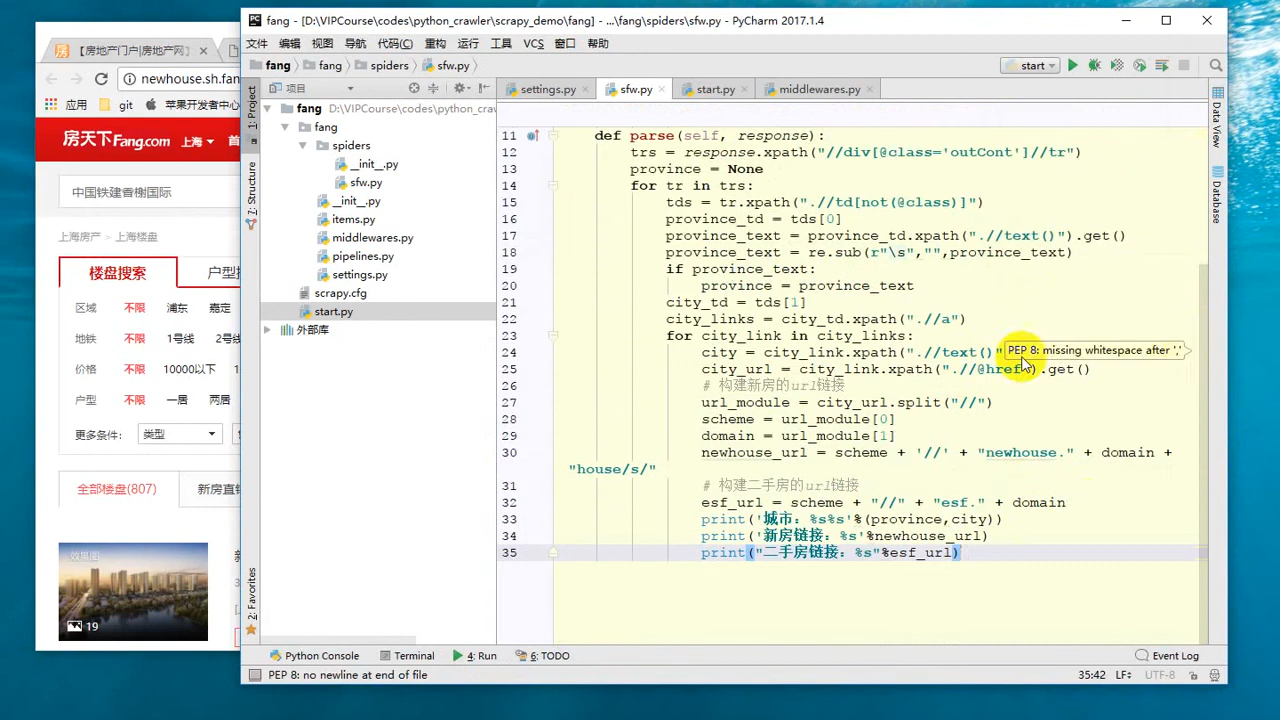 fang - [D:\VIPCourse\codes\python_crawler\scrapy_demo\fang] - ...\fang\spiders\sfw.py - PyCharm 2017.1.4
文件 编辑 视图 导航 代码(C) 重构 运行 工具 VCS 窗口 帮助
fang fang spiders sfw.py start
【房地产门户|房地产网】
newhouse.sh.fan
应用 git 苹果开发者中心
房天下Fang.com 上海 首
中国铁建香榭国际
上海房产 > 上海楼盘
楼盘搜索 户型
区域 不限 浦东 嘉定
地铁 不限 1号线 2号线
价格 不限 10000以下
户型 不限 一居 两居
更多条件: 类型
全部楼盘(807) 新房直
效果图
19
项目
1: Project
7: Structure
2: Favorites
fang D:\VIPCourse\codes\python_craw
fang
spiders
__init__.py
sfw.py
__init__.py
items.py
middlewares.py
pipelines.py
settings.py
scrapy.cfg
start.py
外部库
settings.py sfw.py start.py middlewares.py
11 def parse(self, response):
12 trs = response.xpath("//div[@class='outCont']//tr")
13 province = None
14 for tr in trs:
15 tds = tr.xpath(".//td[not(@class)]")
16 province_td = tds[0]
17 province_text = province_td.xpath(".//text()").get()
18 province_text = re.sub(r"\s","",province_text)
19 if province_text:
20 province = province_text
21 city_td = tds[1]
22 city_links = city_td.xpath(".//a")
23 for city_link in city_links:
24 city = city_link.xpath(".//text()"
PEP 8: missing whitespace after ','
25 city_url = city_link.xpath(".//@href").get()
26 # 构建新房的url链接
27 url_module = city_url.split("//")
28 scheme = url_module[0]
29 domain = url_module[1]
30 newhouse_url = scheme + '//' + "newhouse." + domain +
"house/s/"
31 # 构建二手房的url链接
32 esf_url = scheme + "//" + "esf." + domain
33 print('城市：%s%s'%(province,city))
34 print('新房链接：%s'%newhouse_url)
35 print("二手房链接：%s"%esf_url)
Data View
Database
Python Console Terminal 4: Run 6: TODO Event Log
PEP 8: no newline at end of file 35:42 LF UTF-8